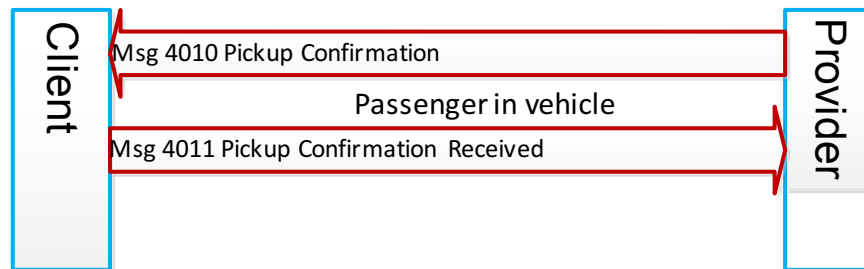 Client
Msg 4010 Pickup Confirmation
Passenger in vehicle
Msg 4011 Pickup Confirmation Received
Provider